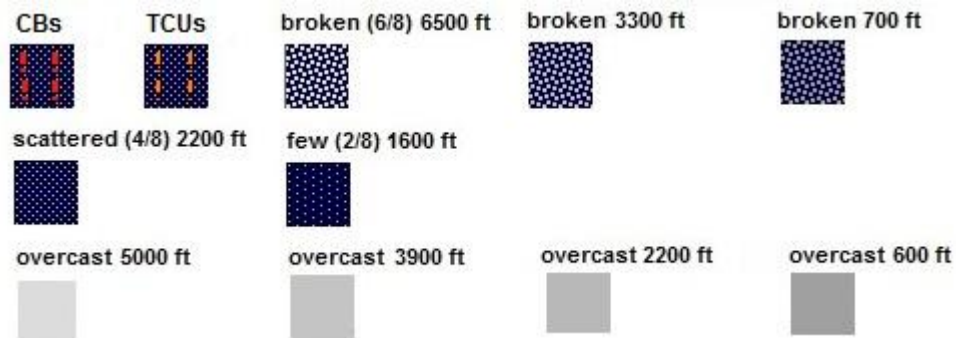 CBs TCUs broken (6/8) 6500 ft broken 3300 ft broken 700 ft
scattered (4/8) 2200 ft few (2/8) 1600 ft
overcast 5000 ft overcast 3900 ft overcast 2200 ft overcast 600 ft